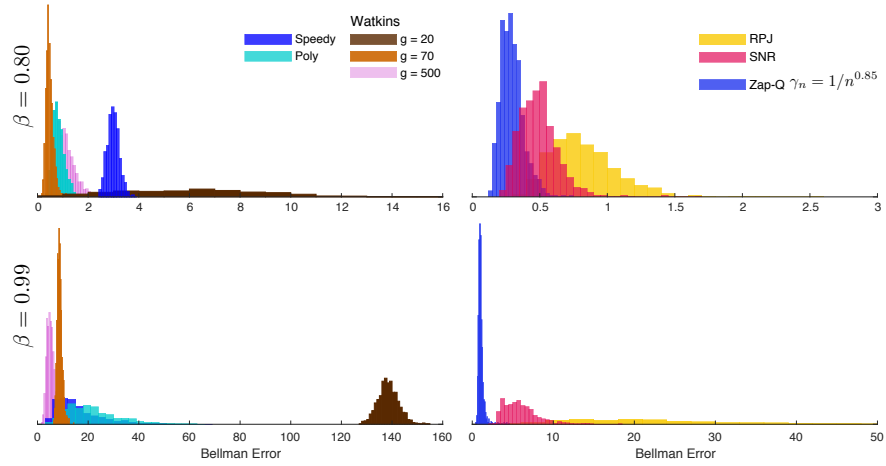 Watkins
Speedy
g = 20
Poly
g = 70
g = 500
RPJ
SNR
Zap-Q γₙ = 1/n^0.85
β = 0.80
0 2 4 6 8 10 12 14 16
0 0.5 1 1.5 2 2.5 3
β = 0.99
0 20 40 60 80 100 120 140 160
0 10 20 30 40 50
Bellman Error
Bellman Error